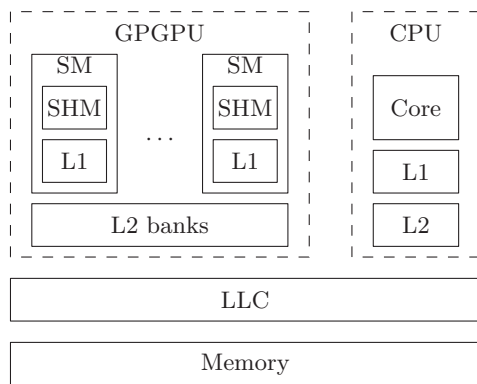 GPGPU
SM
SHM
L1
...
SM
SHM
L1
L2 banks
CPU
Core
L1
L2
LLC
Memory